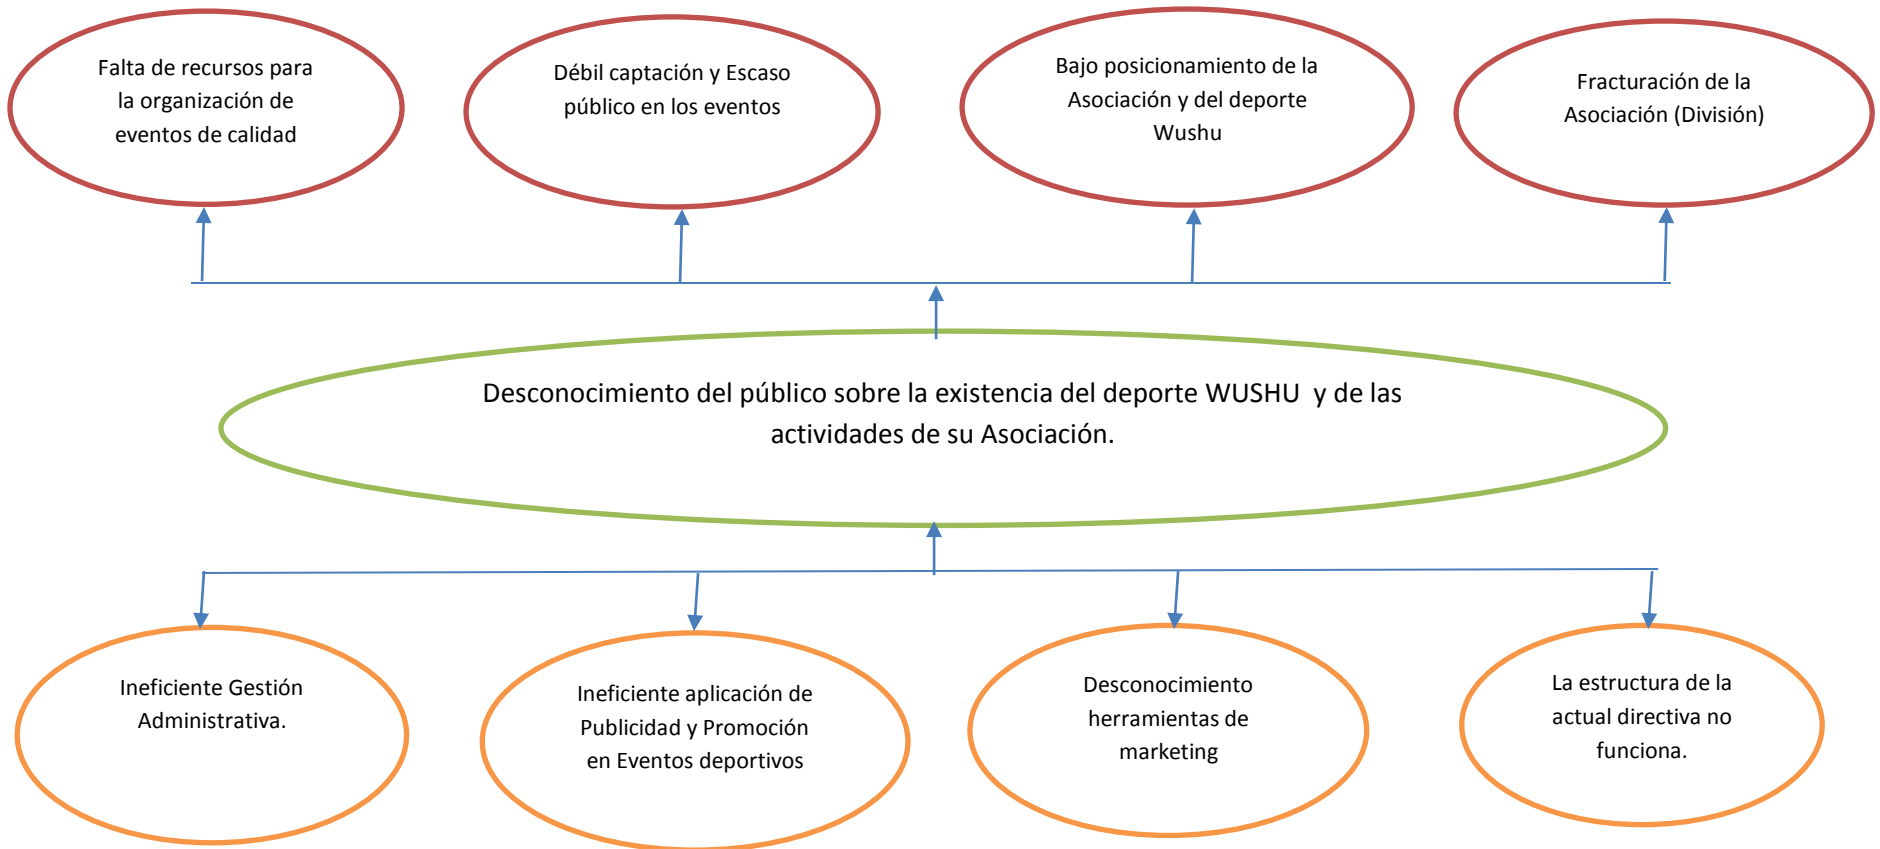 Falta de recursos para
la organización de
eventos de calidad
Débil captación y Escaso
público en los eventos
Bajo posicionamiento de la
Asociación y del deporte
Wushu
Fracturación de la
Asociación (División)
Desconocimiento del público sobre la existencia del deporte WUSHU  y de las
actividades de su Asociación.
Ineficiente Gestión
Administrativa.
Ineficiente aplicación de
Publicidad y Promoción
en Eventos deportivos
Desconocimiento
herramientas de
marketing
La estructura de la
actual directiva no
funciona.